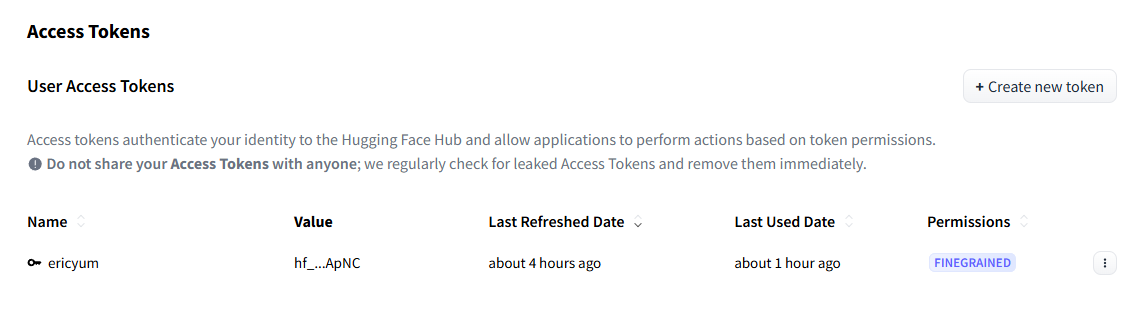 Access Tokens
User Access Tokens
+ Create new token
Access tokens authenticate your identity to the Hugging Face Hub and allow applications to perform actions based on token permissions.
Do not share your Access Tokens with anyone; we regularly check for leaked Access Tokens and remove them immediately.
Name Value Last Refreshed Date Last Used Date Permissions
ericyum hf_...ApNC about 4 hours ago about 1 hour ago FINEGRAINED